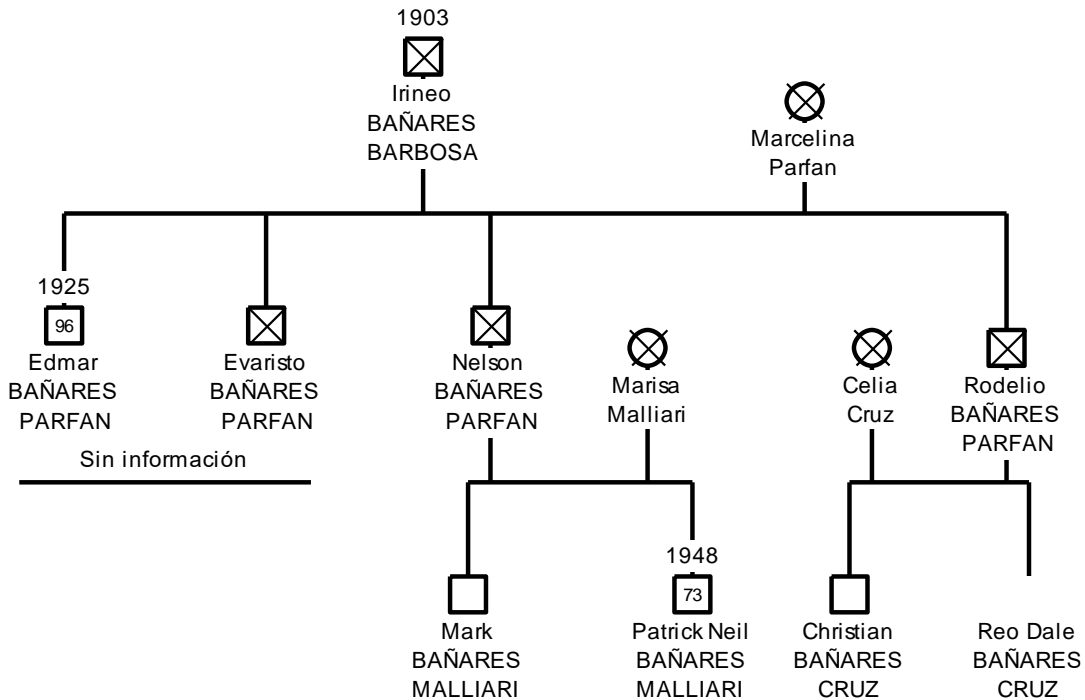 1903
Irineo
BAÑARES
BARBOSA
Marcelina
Parfan
1925
96
Edmar
BAÑARES
PARFAN
Evaristo
BAÑARES
PARFAN
Nelson
BAÑARES
PARFAN
Marisa
Malliari
Celia
Cruz
Rodelio
BAÑARES
PARFAN
Sin información
Mark
BAÑARES
MALLIARI
1948
73
Patrick Neil
BAÑARES
MALLIARI
Christian
BAÑARES
CRUZ
Reo Dale
BAÑARES
CRUZ